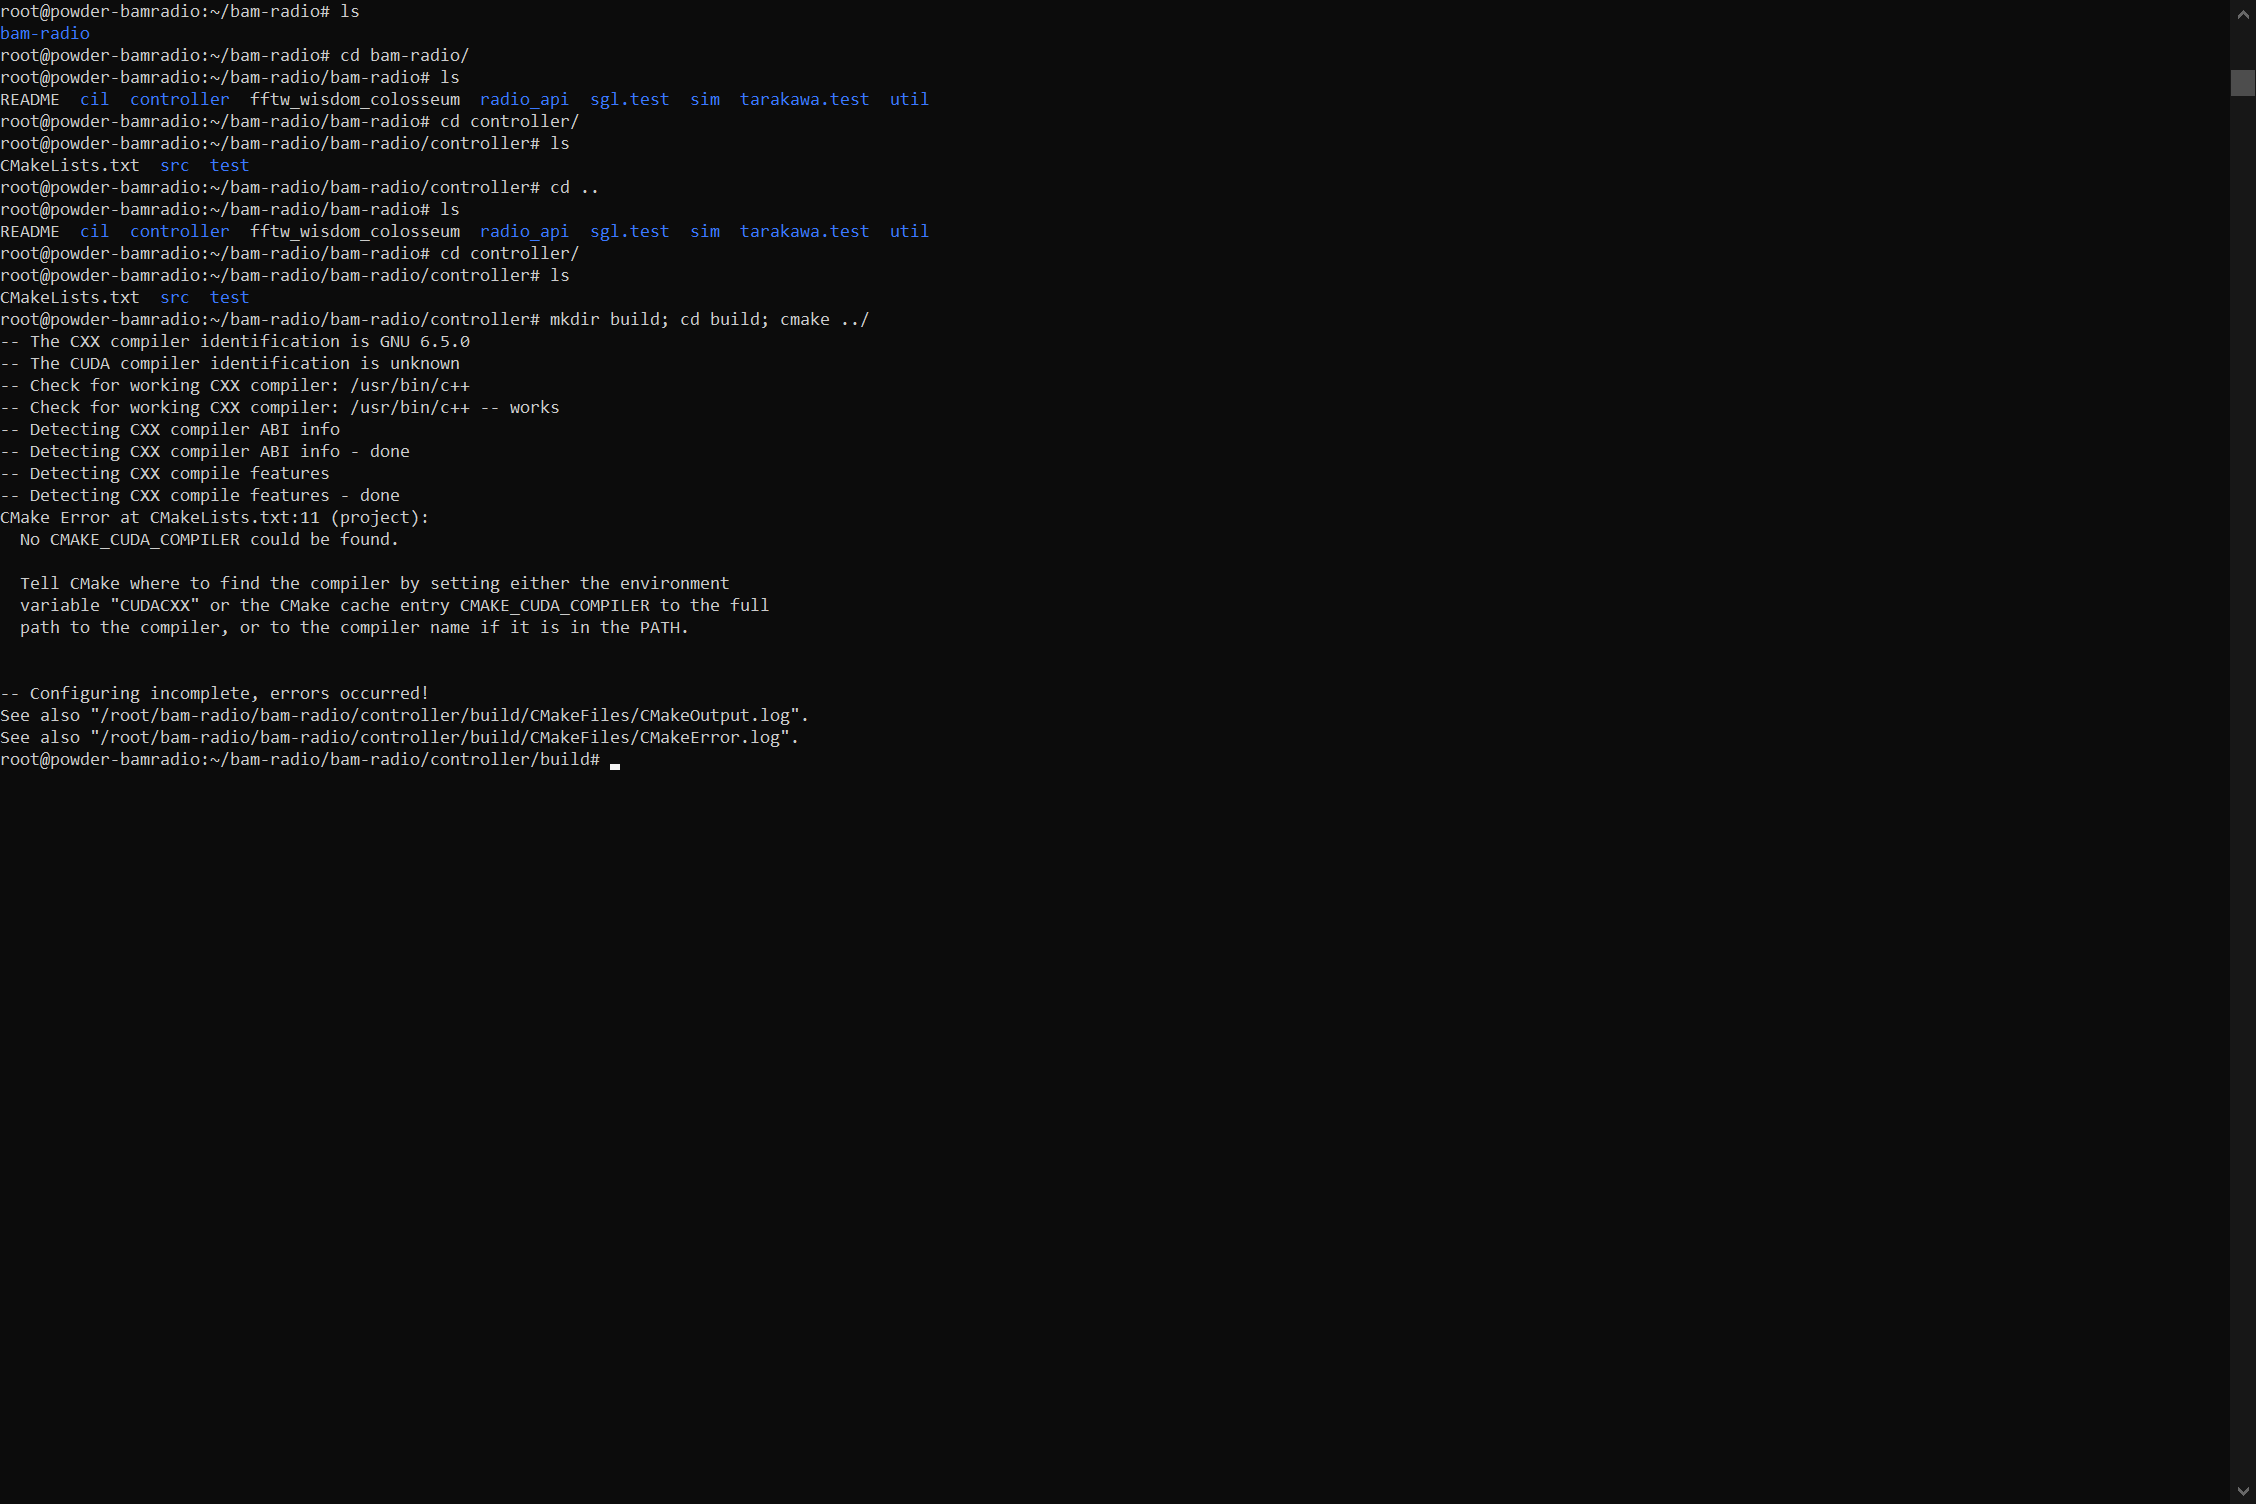 root@powder-bamradio:~/bam-radio# ls
bam-radio
root@powder-bamradio:~/bam-radio# cd bam-radio/
root@powder-bamradio:~/bam-radio/bam-radio# ls
README  cil  controller  fftw_wisdom_colosseum  radio_api  sgl.test  sim  tarakawa.test  util
root@powder-bamradio:~/bam-radio/bam-radio# cd controller/
root@powder-bamradio:~/bam-radio/bam-radio/controller# ls
CMakeLists.txt  src  test
root@powder-bamradio:~/bam-radio/bam-radio/controller# cd ..
root@powder-bamradio:~/bam-radio/bam-radio# ls
README  cil  controller  fftw_wisdom_colosseum  radio_api  sgl.test  sim  tarakawa.test  util
root@powder-bamradio:~/bam-radio/bam-radio# cd controller/
root@powder-bamradio:~/bam-radio/bam-radio/controller# ls
CMakeLists.txt  src  test
root@powder-bamradio:~/bam-radio/bam-radio/controller# mkdir build; cd build; cmake ../
-- The CXX compiler identification is GNU 6.5.0
-- The CUDA compiler identification is unknown
-- Check for working CXX compiler: /usr/bin/c++
-- Check for working CXX compiler: /usr/bin/c++ -- works
-- Detecting CXX compiler ABI info
-- Detecting CXX compiler ABI info - done
-- Detecting CXX compile features
-- Detecting CXX compile features - done
CMake Error at CMakeLists.txt:11 (project):
  No CMAKE_CUDA_COMPILER could be found.

  Tell CMake where to find the compiler by setting either the environment
  variable "CUDACXX" or the CMake cache entry CMAKE_CUDA_COMPILER to the full
  path to the compiler, or to the compiler name if it is in the PATH.


-- Configuring incomplete, errors occurred!
See also "/root/bam-radio/bam-radio/controller/build/CMakeFiles/CMakeOutput.log".
See also "/root/bam-radio/bam-radio/controller/build/CMakeFiles/CMakeError.log".
root@powder-bamradio:~/bam-radio/bam-radio/controller/build#